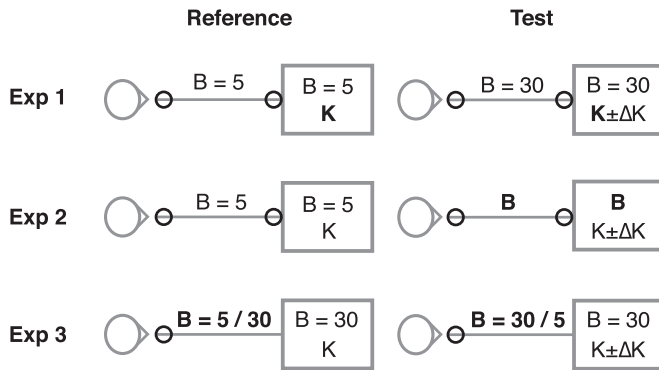 Reference Test
Exp 1 B = 5 B = 5 B = 30 B = 30
K K±ΔK
Exp 2 B = 5 B = 5 B B
K K±ΔK
Exp 3 B = 5 / 30 B = 30 B = 30 / 5 B = 30
K K±ΔK